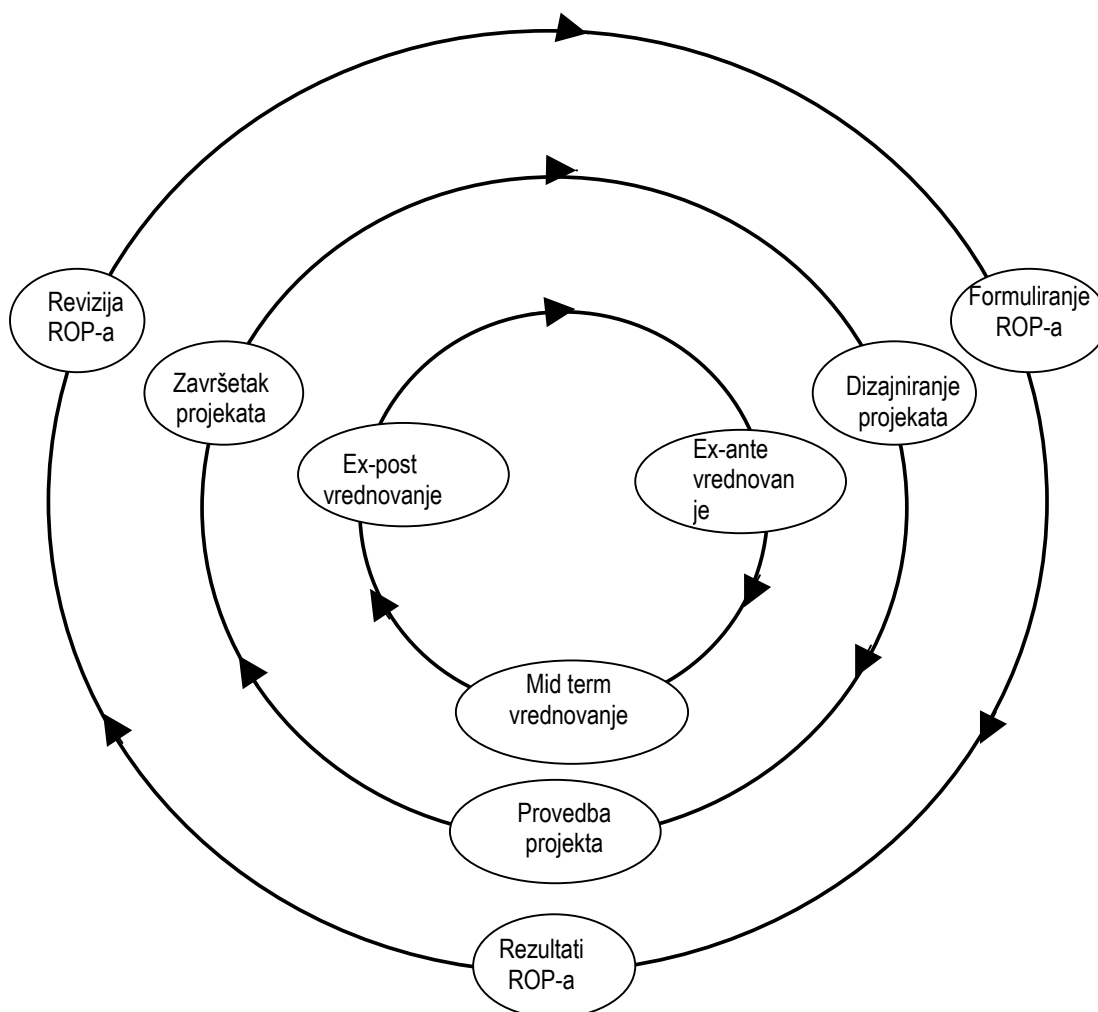 Revizija
ROP-a
Formuliranje
ROP-a
Završetak
projekata
Dizajniranje
projekata
Ex-post
vrednovanje
Ex-ante
vrednovan
je
Mid term
vrednovanje
Provedba
projekta
Rezultati
ROP-a